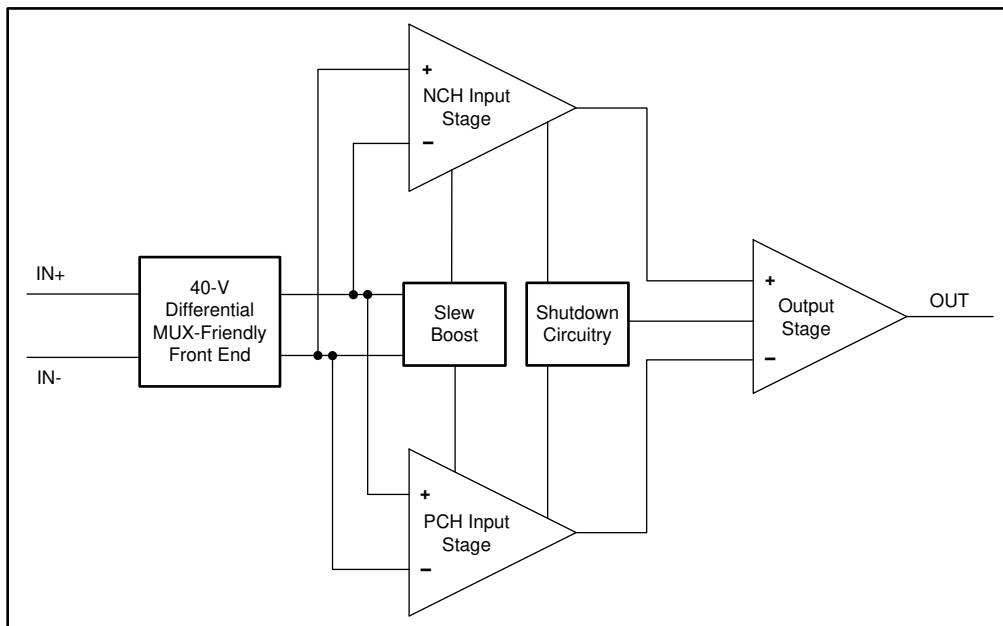 +
NCH Input
Stage
−
IN+
IN-
40-V
Differential
MUX-Friendly
Front End
Slew
Boost
Shutdown
Circuitry
+
Output
Stage
−
OUT
+
PCH Input
Stage
−